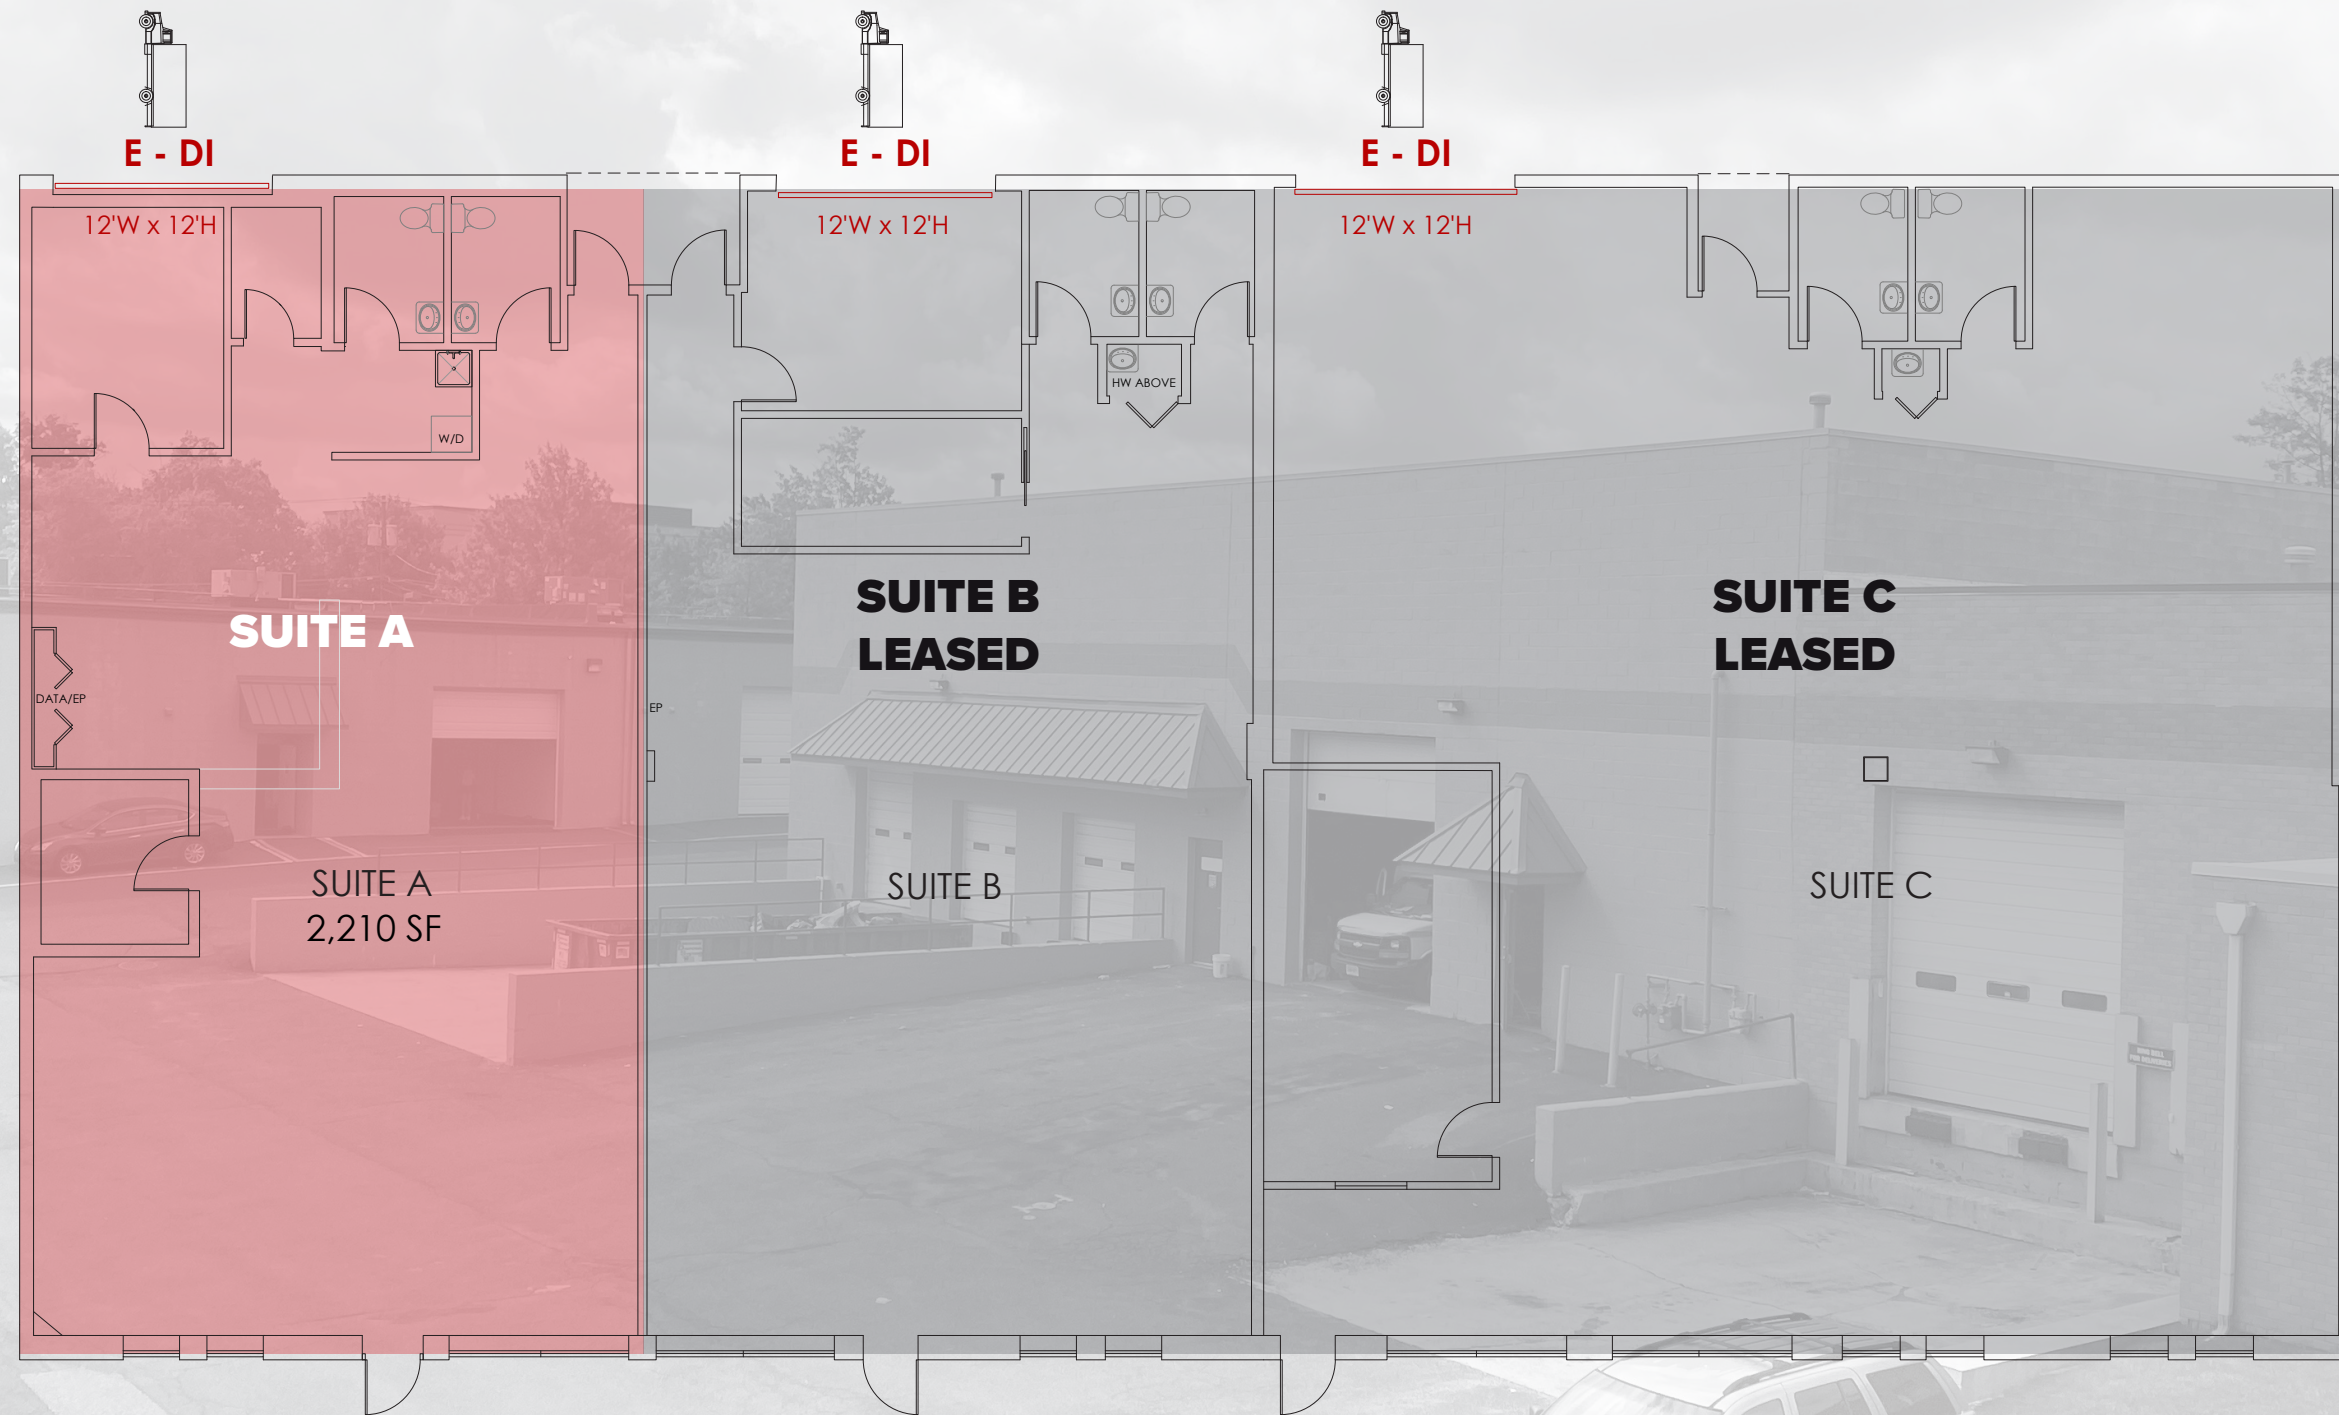 E - DI
E - DI
E - DI
12'W x 12'H
12'W x 12'H
12'W x 12'H
HW ABOVE
W/D
SUITE A
SUITE B
LEASED
SUITE C
LEASED
DATA/EP
EP
SUITE A
2,210 SF
SUITE B
SUITE C